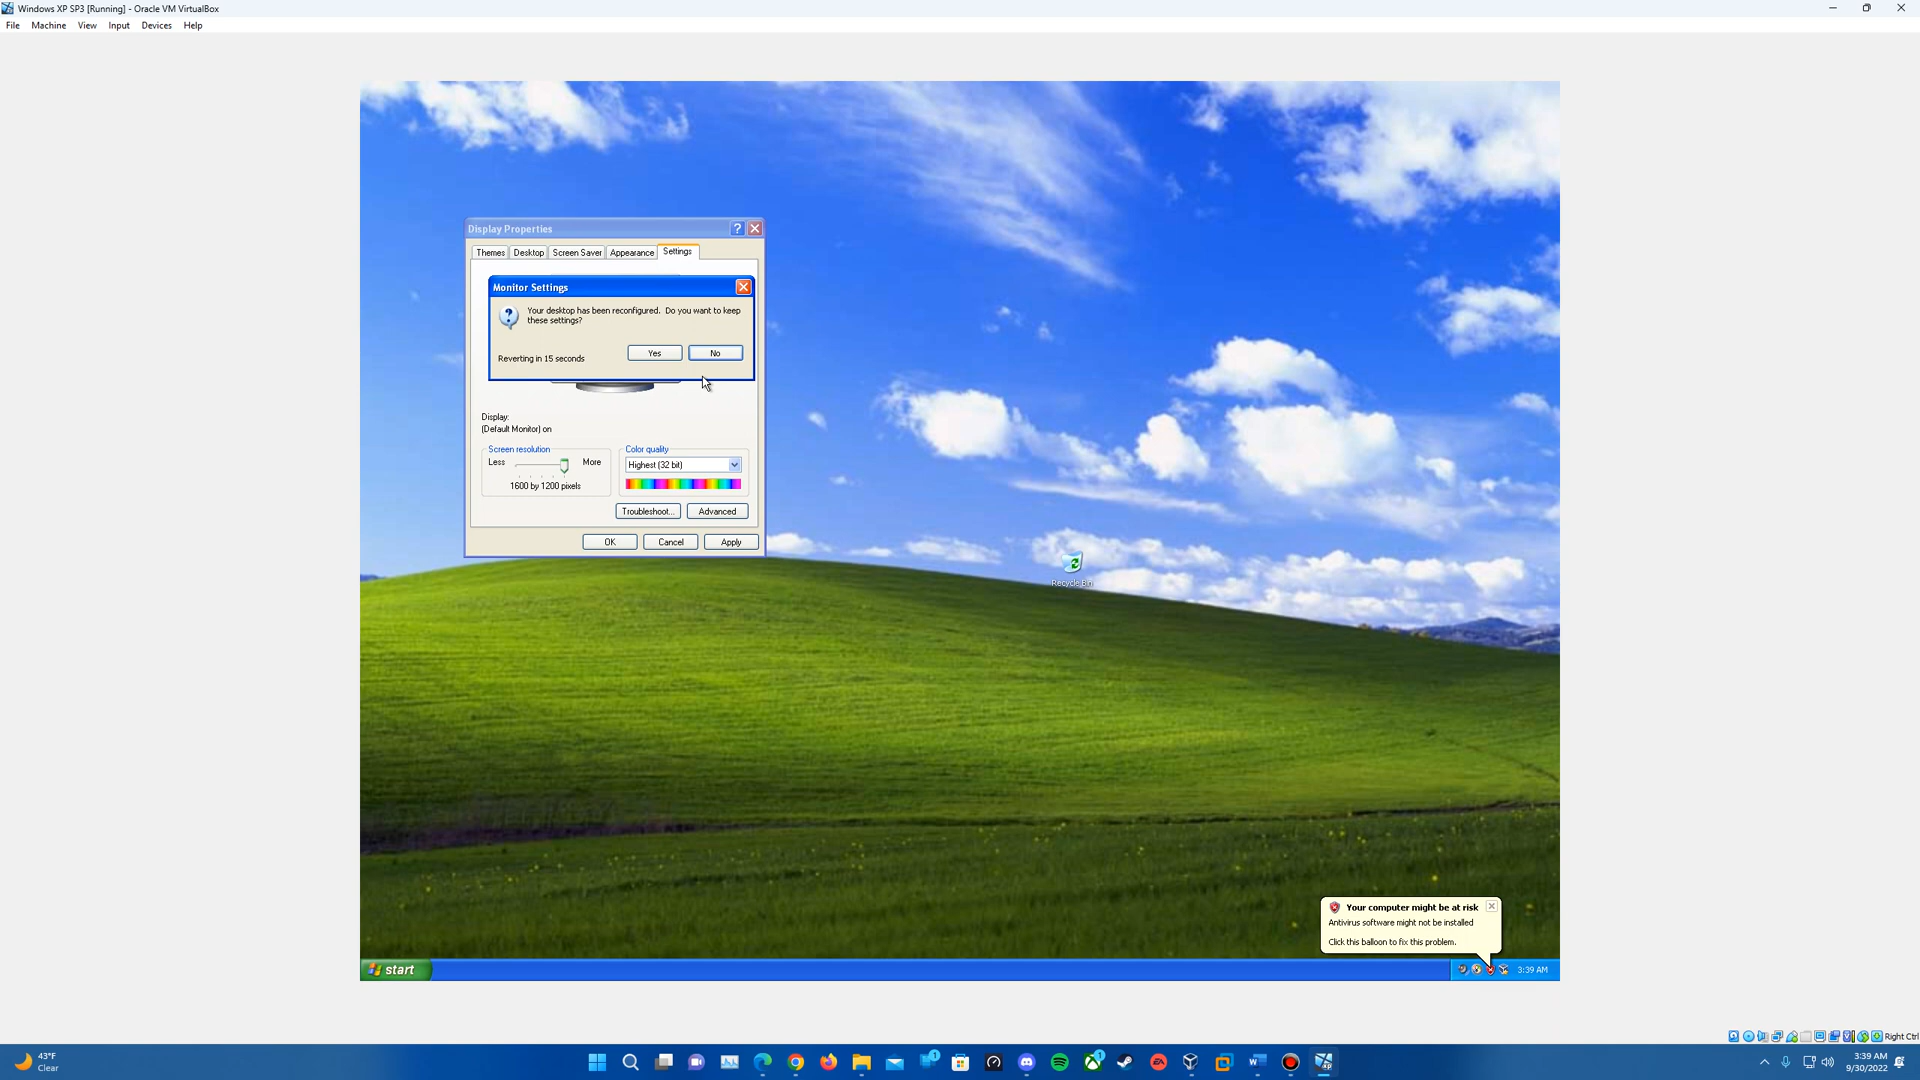 Windows XP SP3 [Running] - Oracle VM VirtualBox
File Machine View Input Devices Help
Display Properties
Themes Desktop Screen Saver Appearance Settings
Monitor Settings
Your desktop has been reconfigured. Do you want to keep
these settings?
Reverting in 15 seconds
Yes No
Display:
(Default Monitor) on
Screen resolution
Less More
1600 by 1200 pixels
Color quality
Highest (32 bit)
Troubleshoot... Advanced
OK Cancel Apply
Recycle Bin
Your computer might be at risk
Antivirus software might not be installed
Click this balloon to fix this problem.
start
3:39 AM
Right Ctrl
43°F
Clear
3:39 AM
9/30/2022